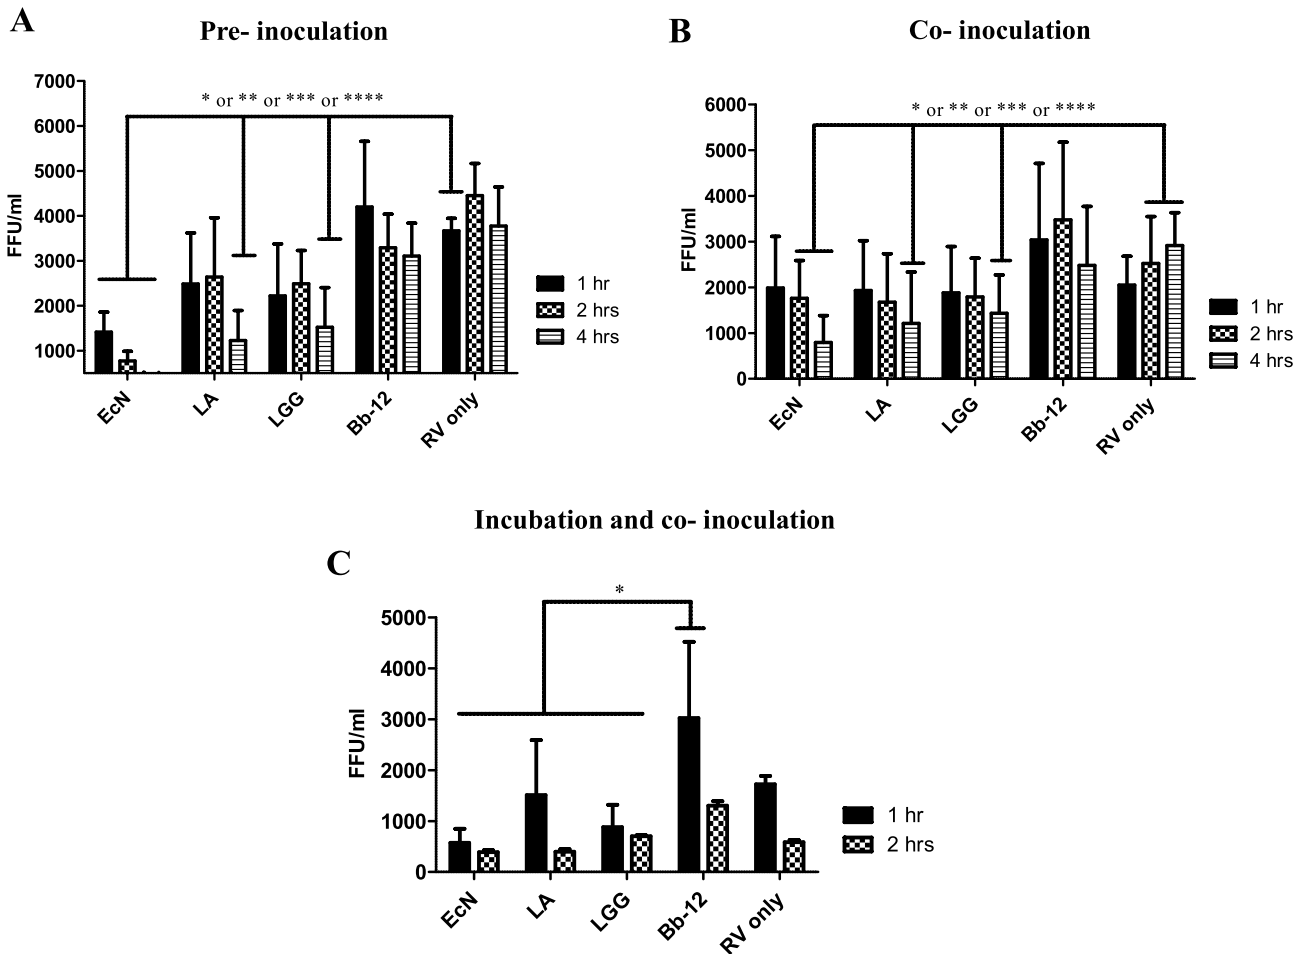 A
Pre- inoculation
* or ** or *** or ****
7000
6000
5000
4000
3000
2000
1000
FFU/ml
EcN
LA
LGG
Bb-12
RV only
1 hr
2 hrs
4 hrs
B
Co- inoculation
* or ** or *** or ****
6000
5000
4000
3000
2000
1000
0
FFU/ml
EcN
LA
LGG
Bb-12
RV only
1 hr
2 hrs
4 hrs
Incubation and co- inoculation
C
*
5000
4000
3000
2000
1000
0
FFU/ml
EcN
LA
LGG
Bb-12
RV only
1 hr
2 hrs